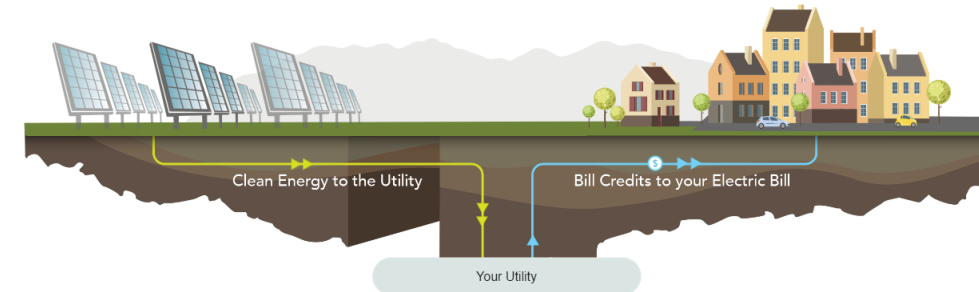 Clean Energy to the Utility
$
Bill Credits to your Electric Bill
Your Utility